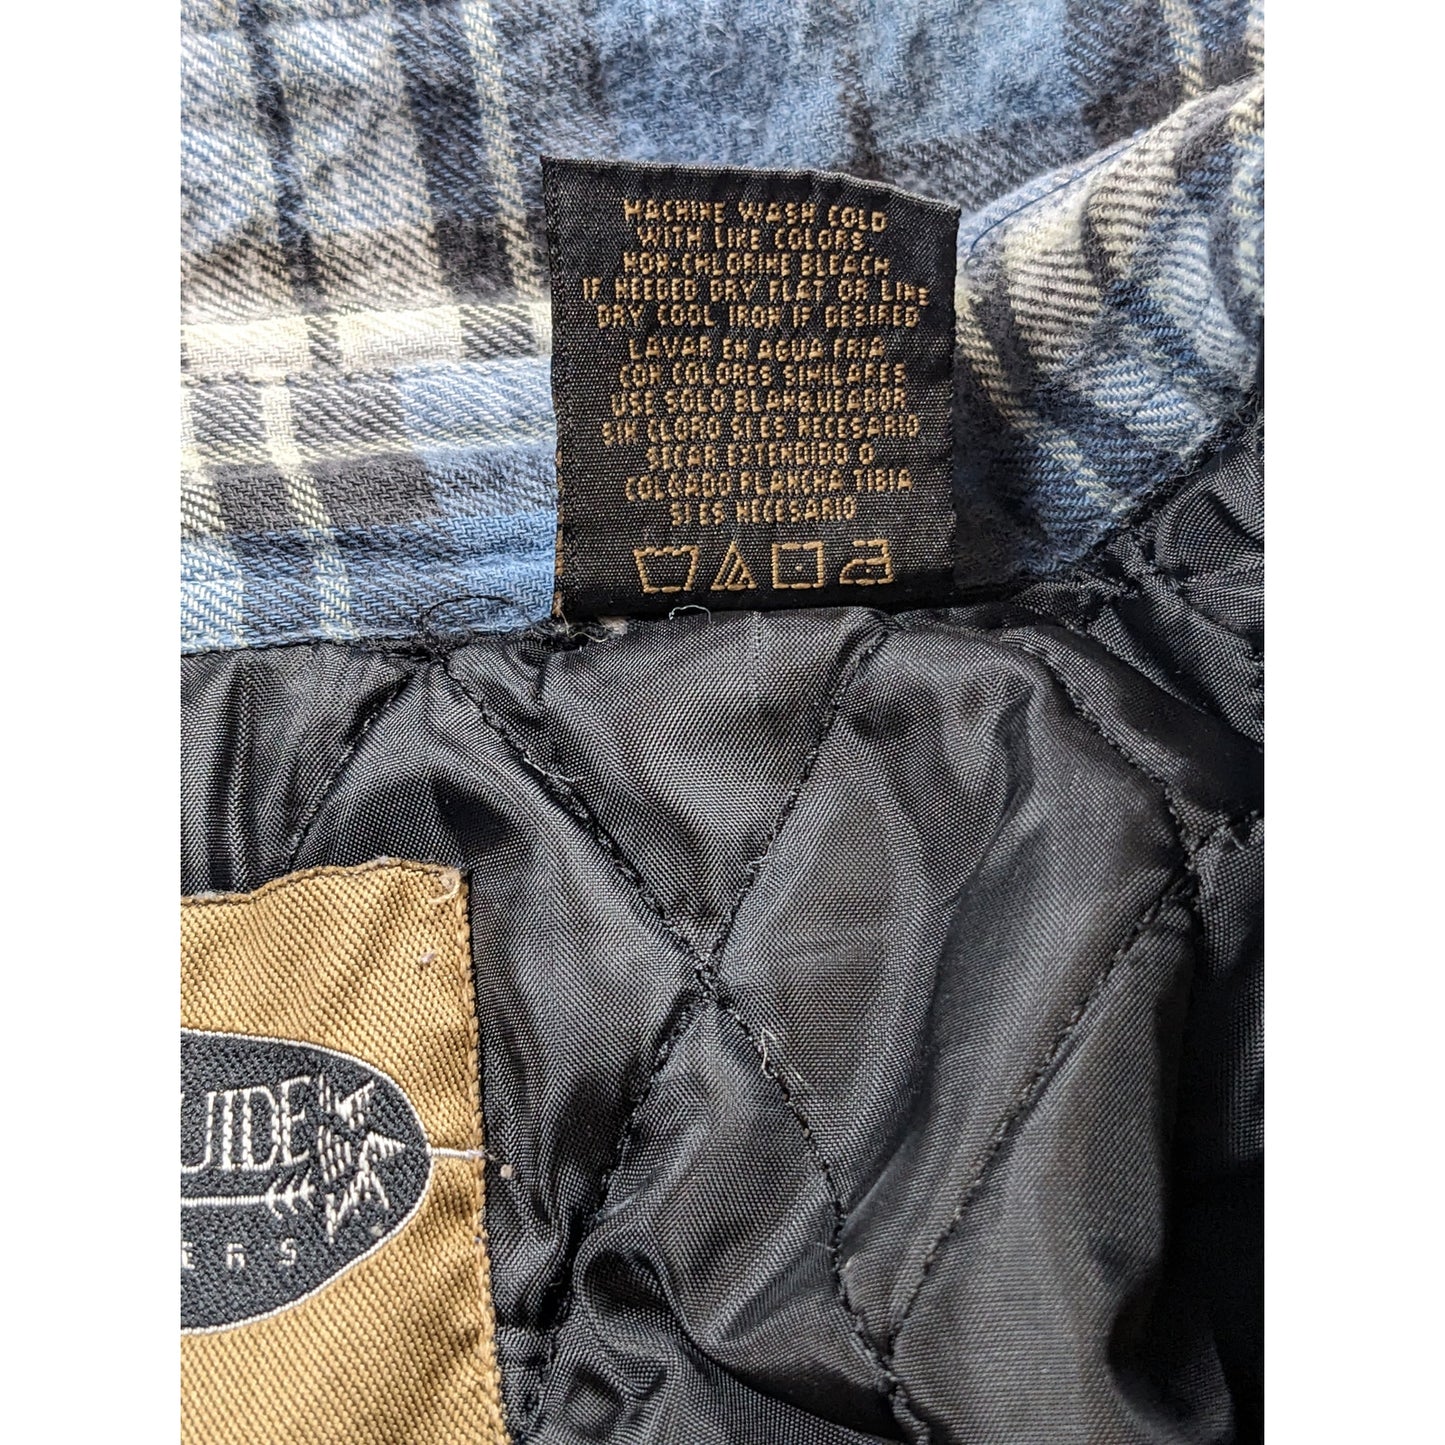 MACHINE WASH COLD
WITH LIKE COLORS
NON-CHLORINE BLEACH
IF NEEDED DRY FLAT OR LINE
DRY COOL IRON IF DESIRED
LAVAR EN AGUA FRIA
CON COLORES SIMILARES
USE SOLO BLANQUEADOR
SIN CLORO SI ES NECESARIO
SECAR EXTENDIDO O
COLGADO PLANCHA TIBIA
SI ES NECESARIO
UIDE
ERS